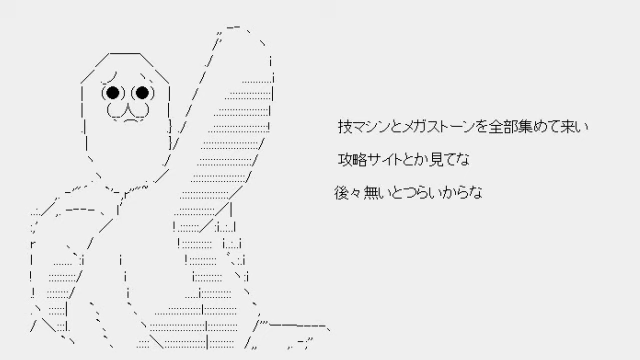 技マシンとメガストーンを全部集めて来い
攻略サイトとか見てな
後々無いとつらいからな